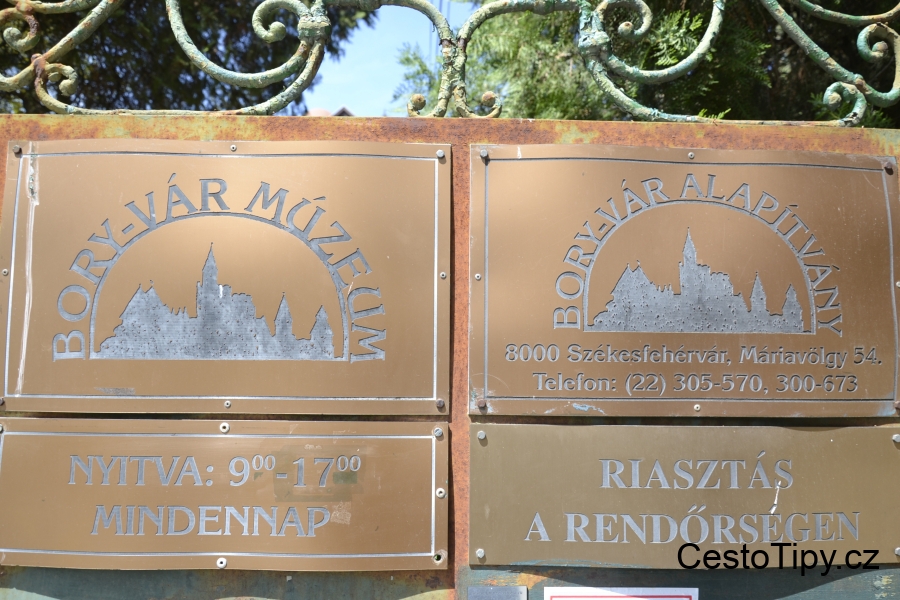 BORY-VÁR MÚZEUM
NYITVA: 9⁰⁰-17⁰⁰
MINDENNAP
BORY-VÁR ALAPÍTVÁNY
8000 Székesfehérvár, Máriavölgy 54.
Telefon: (22) 305-570, 300-673
RIASZTÁS
A RENDŐRSÉGEN
CestoTipy.cz